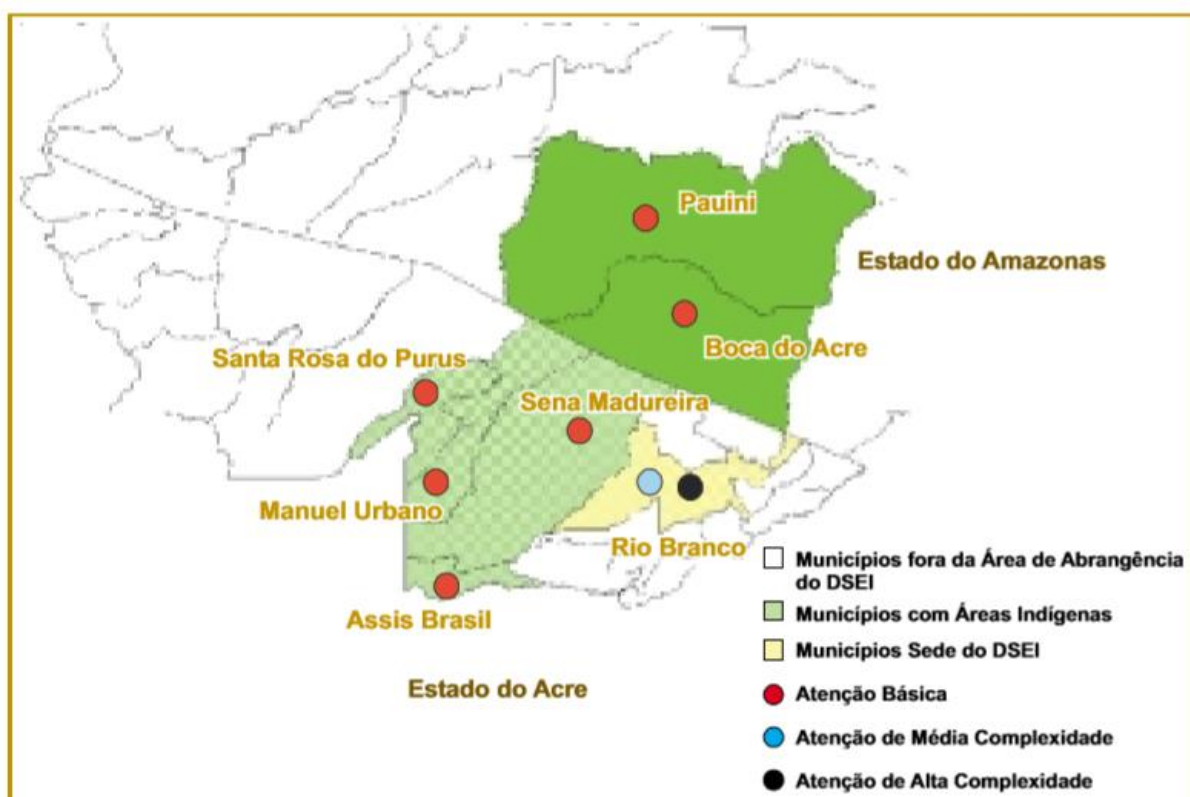 Pauini
Estado do Amazonas
Boca do Acre
Santa Rosa do Purus
Sena Madureira
Manuel Urbano
Rio Branco
Assis Brasil
Estado do Acre
Municípios fora da Área de Abrangência
do DSEI
Municípios com Áreas Indígenas
Municípios Sede do DSEI
Atenção Básica
Atenção de Média Complexidade
Atenção de Alta Complexidade